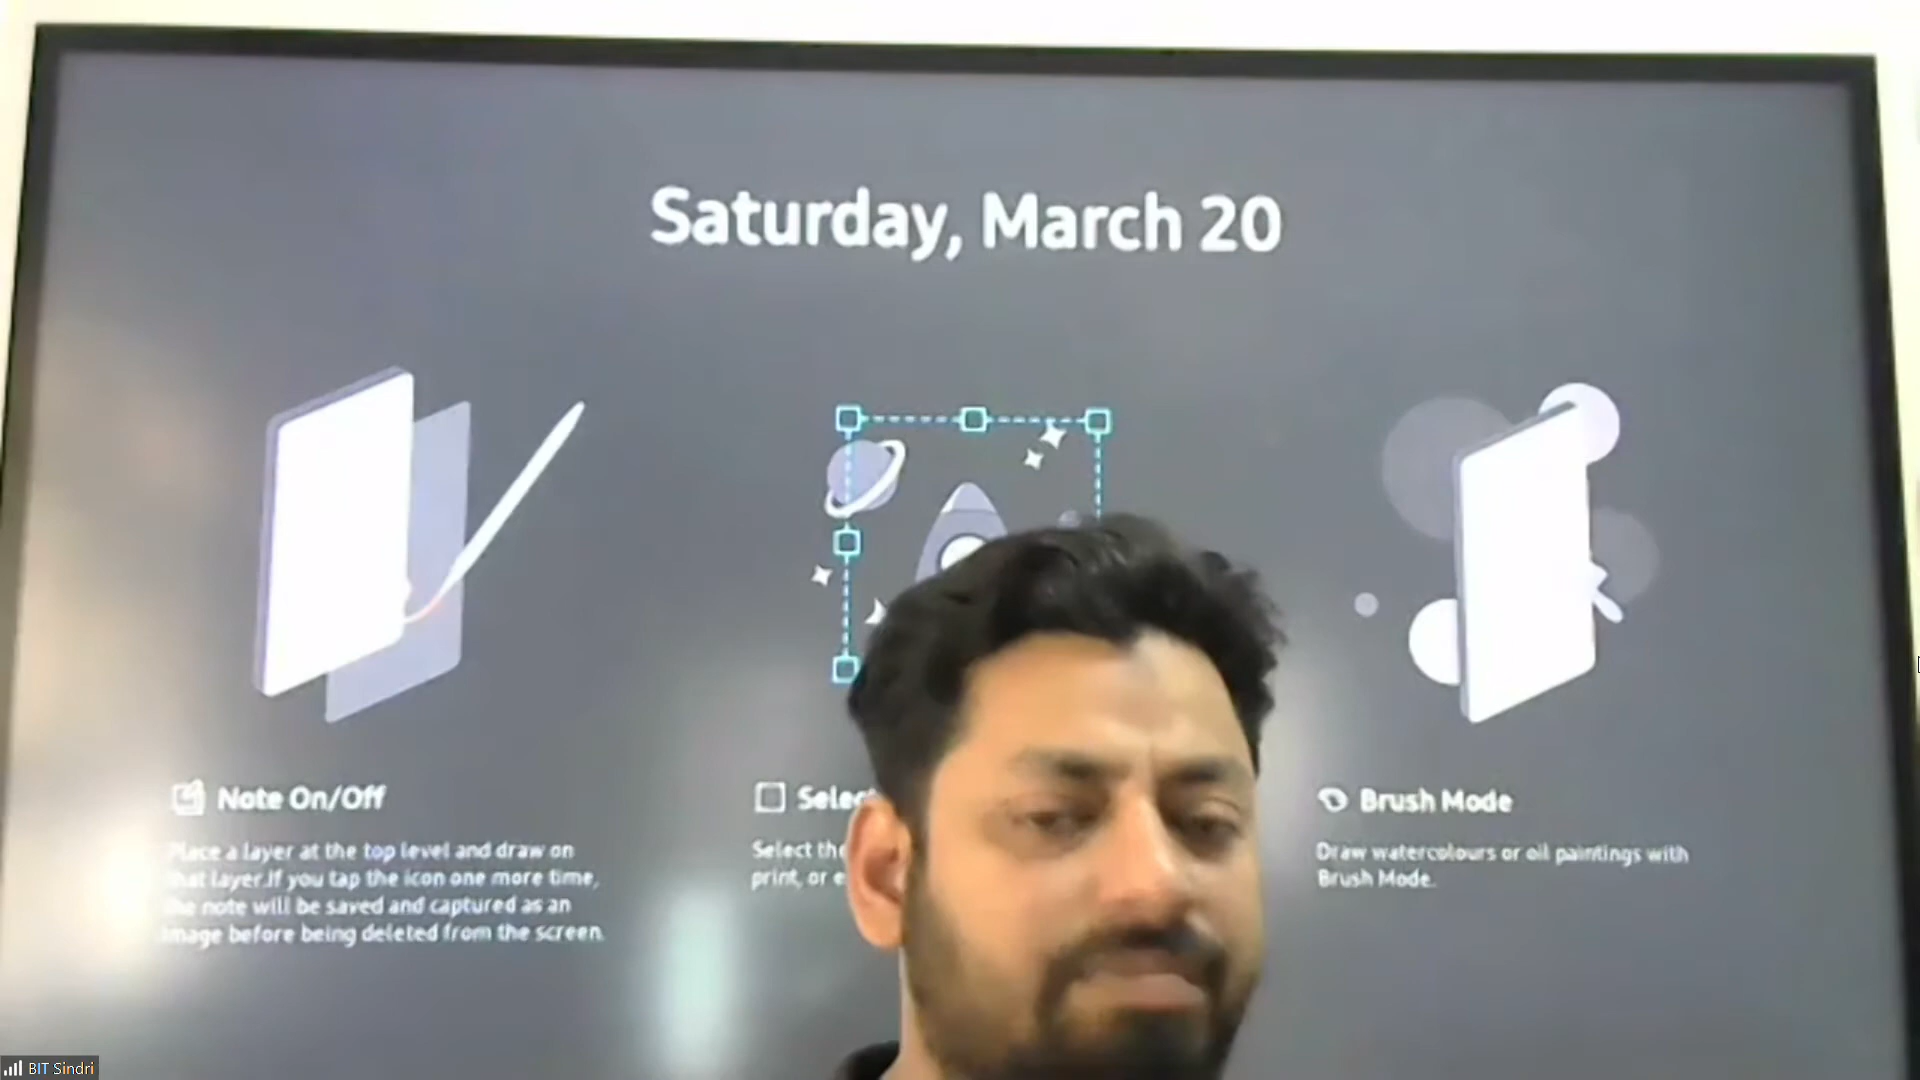 Saturday, March 20
Note On/Off
Place a layer at the top level and draw on
that layer.If you tap the icon one more time,
the note will be saved and captured as an
image before being deleted from the screen.
Select the
print, or
Brush Mode
Draw watercolours or oil paintings with
Brush Mode.
BIT Sindri